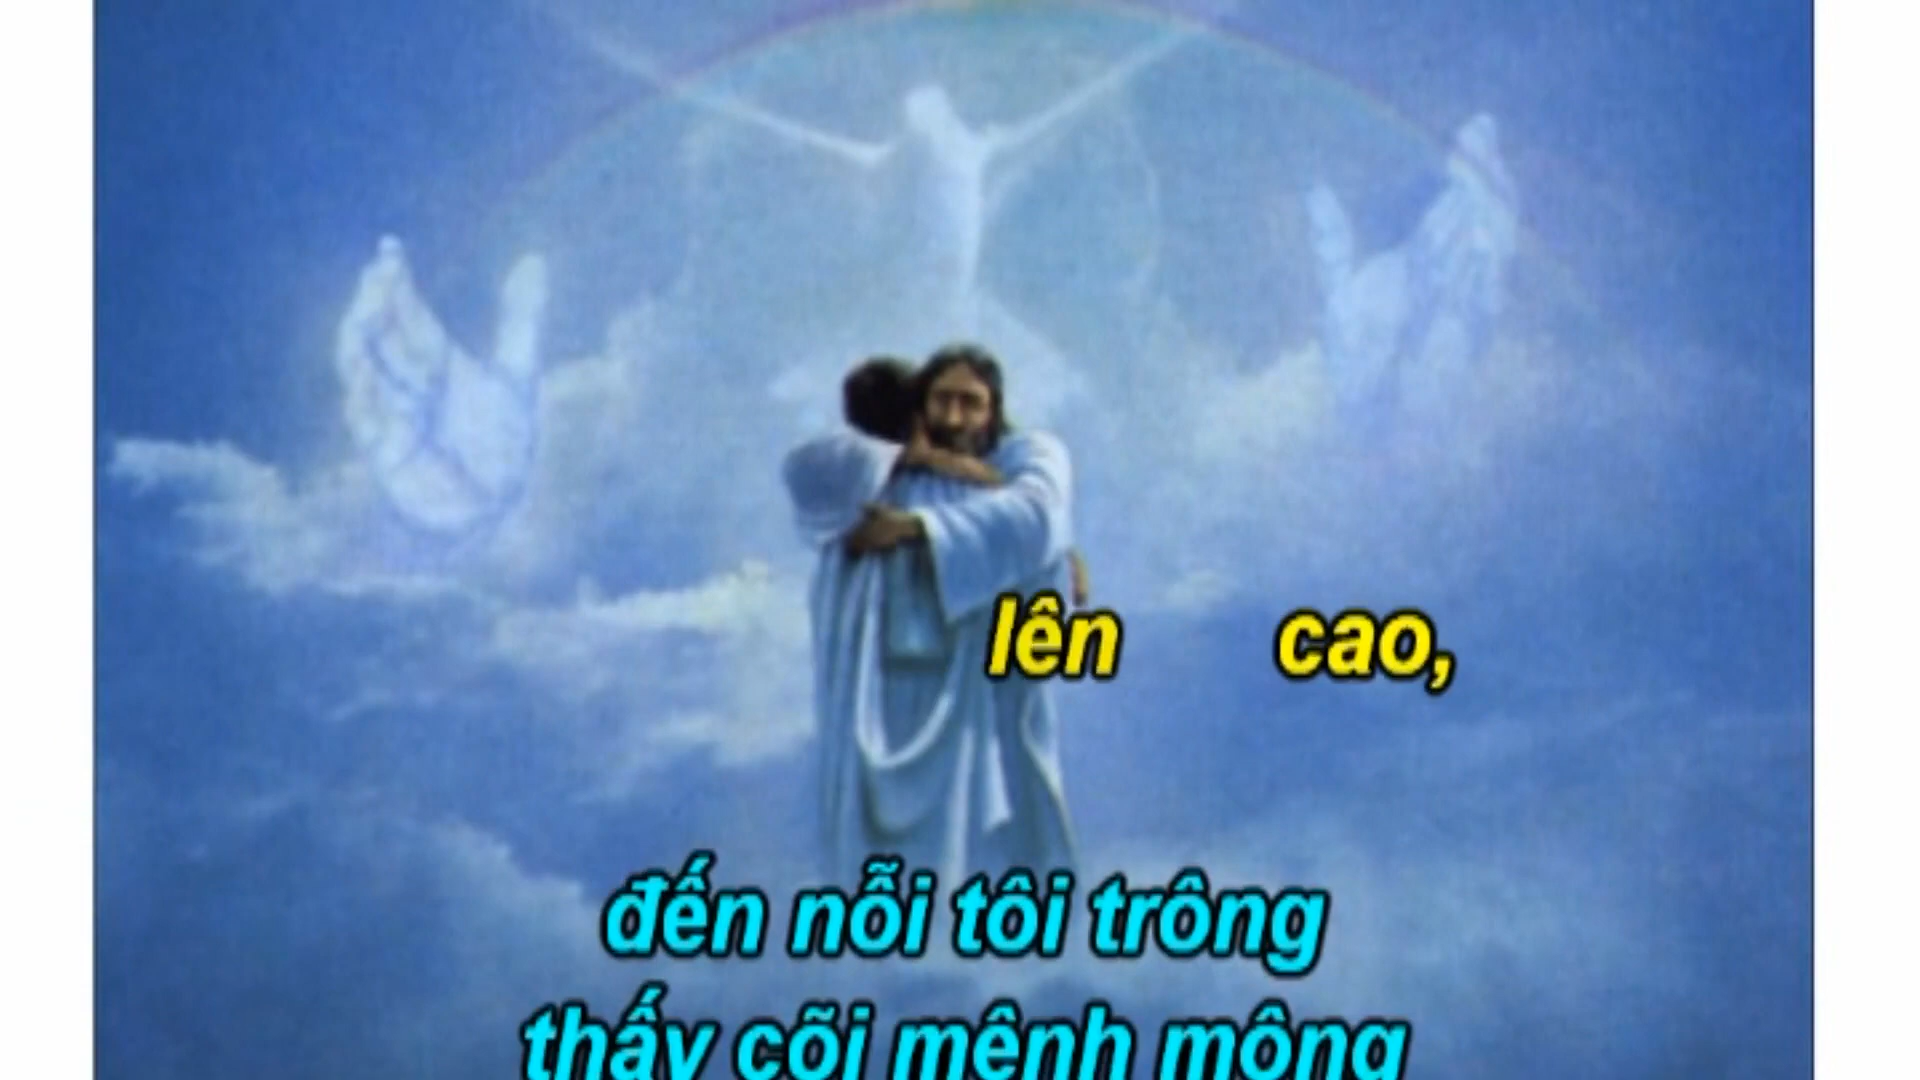 lên cao,
đến nỗi tôi trông
thấy cõi mênh mông